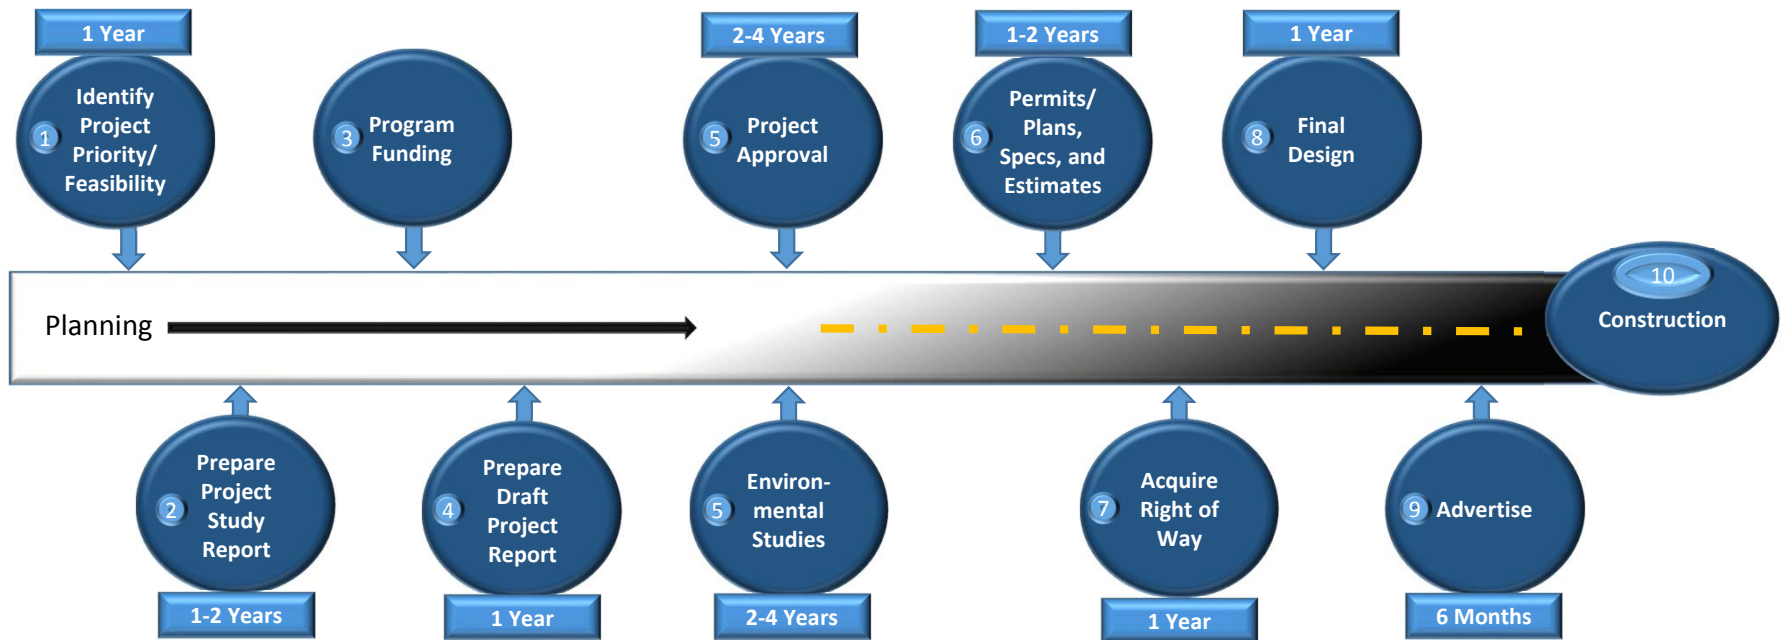 1 Year
1
Identify
Project
Priority/
Feasibility
3
Program
Funding
2-4 Years
5
Project
Approval
1-2 Years
6
Permits/
Plans,
Specs, and
Estimates
1 Year
8
Final
Design
Planning
10
Construction
2
Prepare
Project
Study
Report
1-2 Years
4
Prepare
Draft
Project
Report
1 Year
5
Environ-
mental
Studies
2-4 Years
7
Acquire
Right of
Way
1 Year
9
Advertise
6 Months